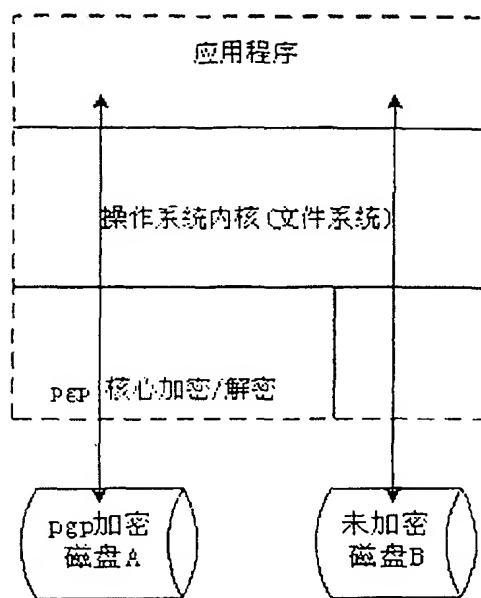 应用程序
操作系统内核(文件系统)
pgp 核心加密/解密
pgp加密
磁盘A
未加密
磁盘B